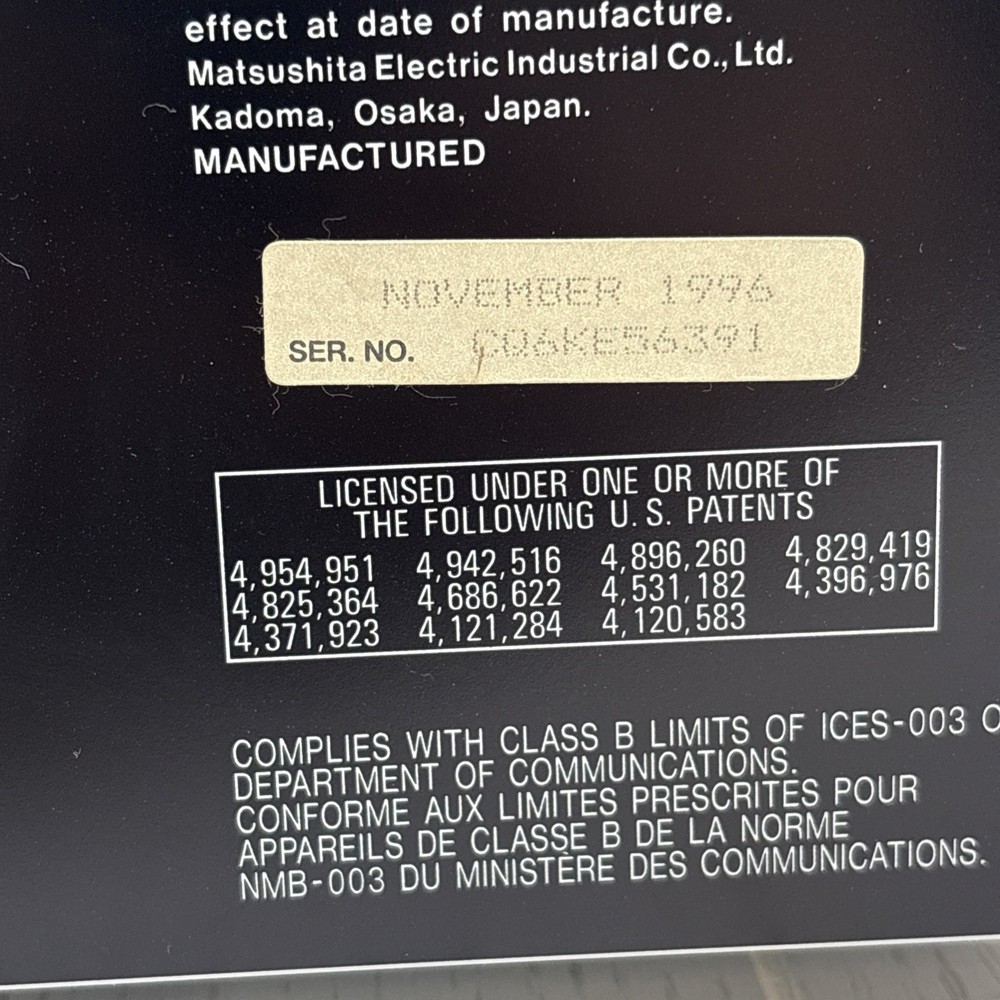 effect at date of manufacture.
Matsushita Electric Industrial Co., Ltd.
Kadoma, Osaka, Japan.
MANUFACTURED
NOVEMBER 1996
SER. NO. CQ6KE56391
LICENSED UNDER ONE OR MORE OF
THE FOLLOWING U.S. PATENTS
4,954,951 4,942,516 4,896,260 4,829,419
4,825,364 4,686,622 4,531,182 4,396,976
4,371,923 4,121,284 4,120,583
COMPLIES WITH CLASS B LIMITS OF ICES-003
DEPARTMENT OF COMMUNICATIONS.
CONFORME AUX LIMITES PRESCRITES POUR
APPAREILS DE CLASSE B DE LA NORME
NMB-003 DU MINISTÈRE DES COMMUNICATIONS.